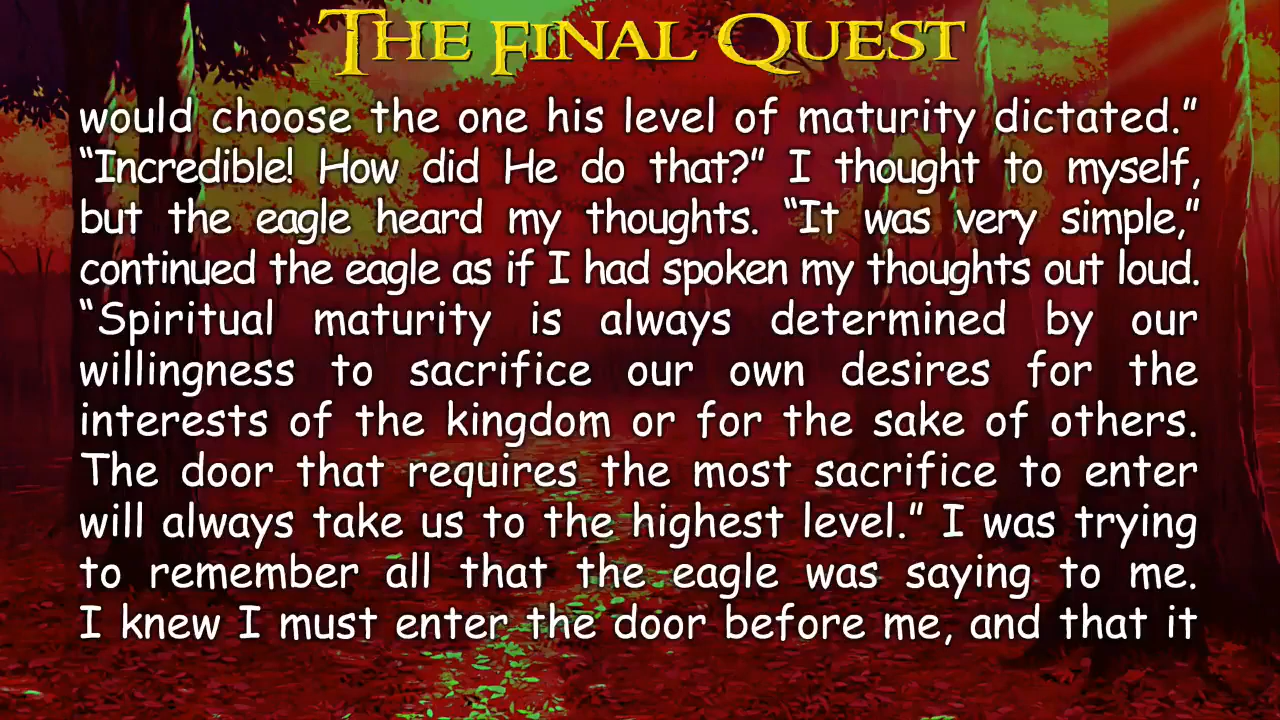 The Final Quest
would choose the one his level of maturity dictated.”
“Incredible! How did He do that?” I thought to myself,
but the eagle heard my thoughts. “It was very simple,”
continued the eagle as if I had spoken my thoughts out loud.
“Spiritual maturity is always determined by our
willingness to sacrifice our own desires for the
interests of the kingdom or for the sake of others.
The door that requires the most sacrifice to enter
will always take us to the highest level.” I was trying
to remember all that the eagle was saying to me.
I knew I must enter the door before me, and that it